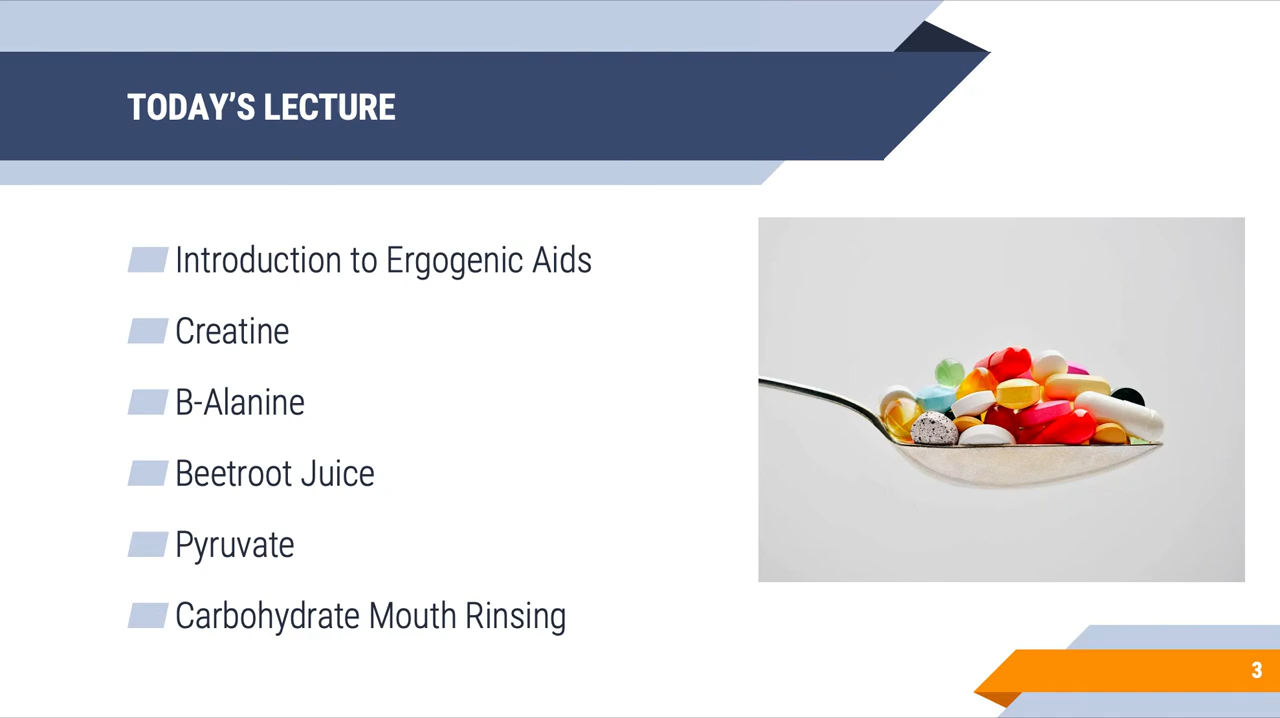 TODAY’S LECTURE
Introduction to Ergogenic Aids
Creatine
B-Alanine
Beetroot Juice
Pyruvate
Carbohydrate Mouth Rinsing
3